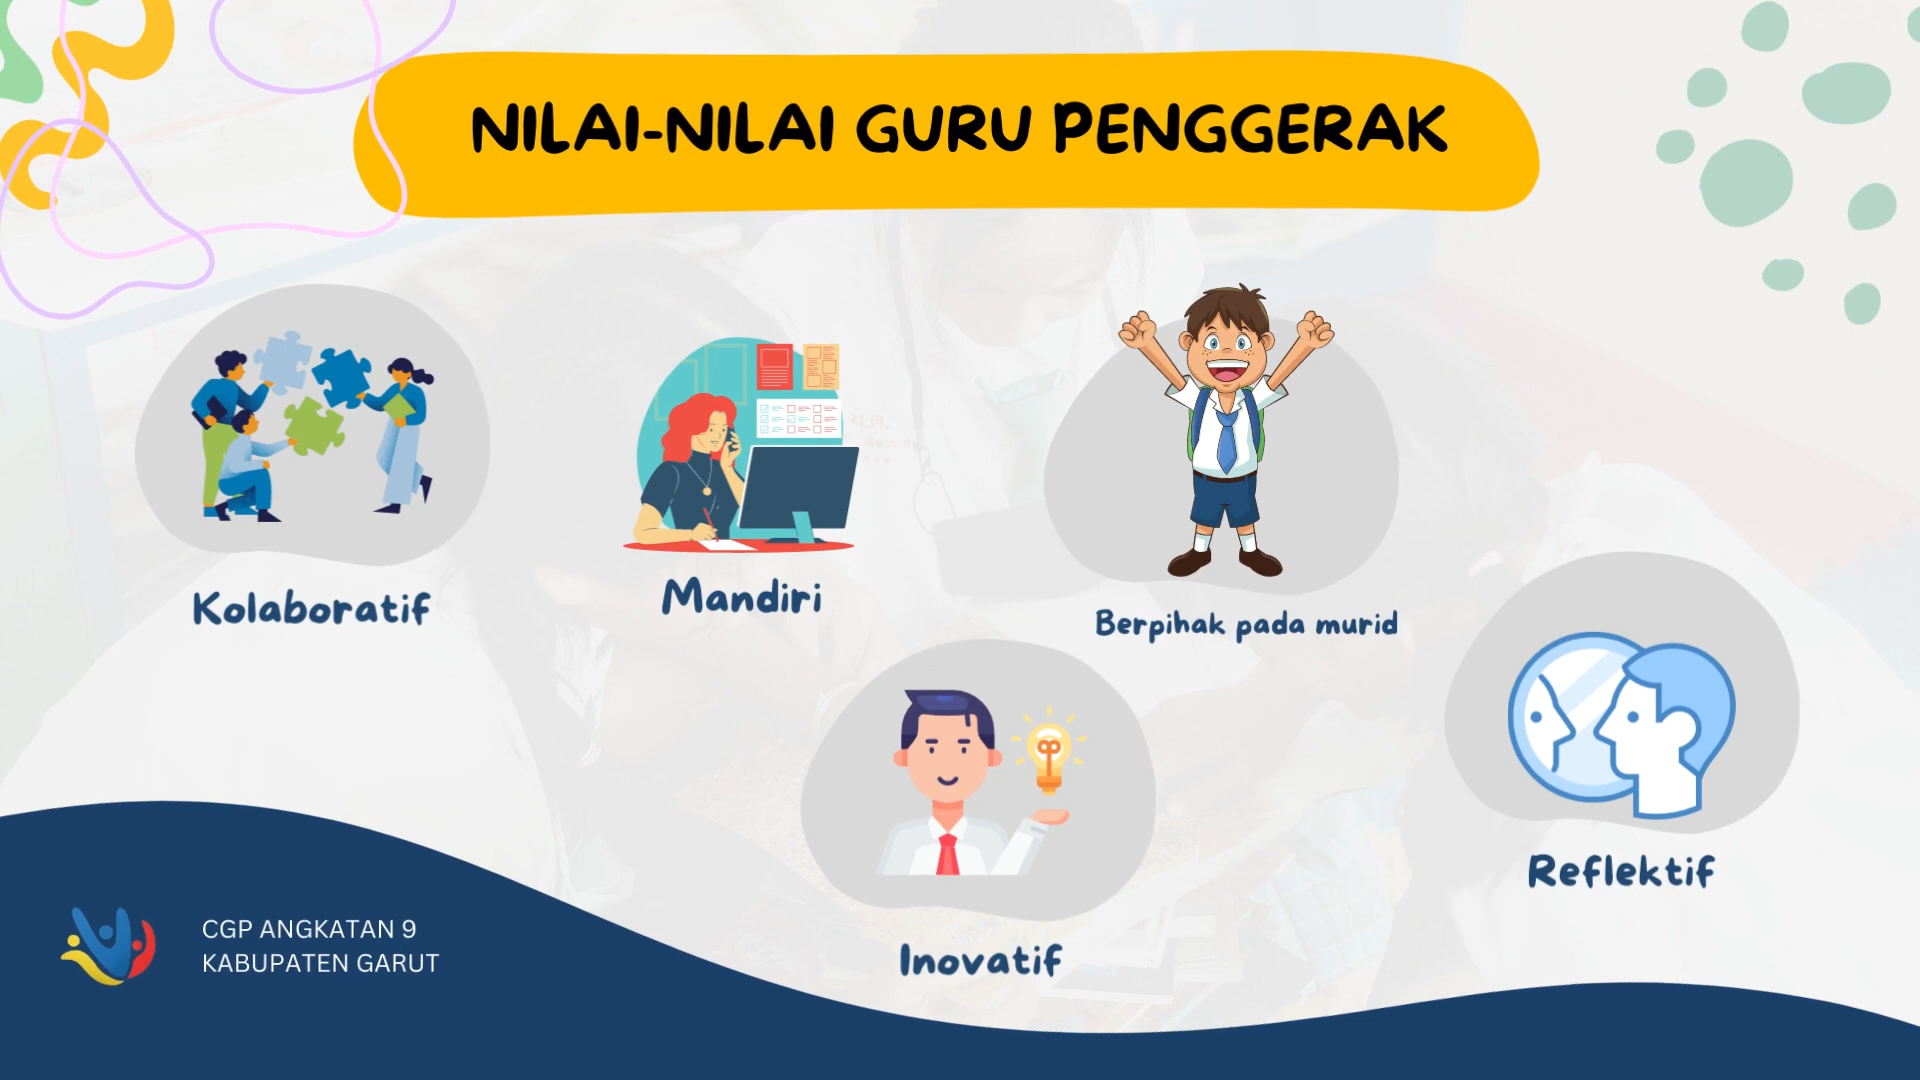 NILAI-NILAI GURU PENGGERAK
Kolaboratif
Mandiri
Berpihak pada murid
Inovatif
Reflektif
CGP ANGKATAN 9
KABUPATEN GARUT